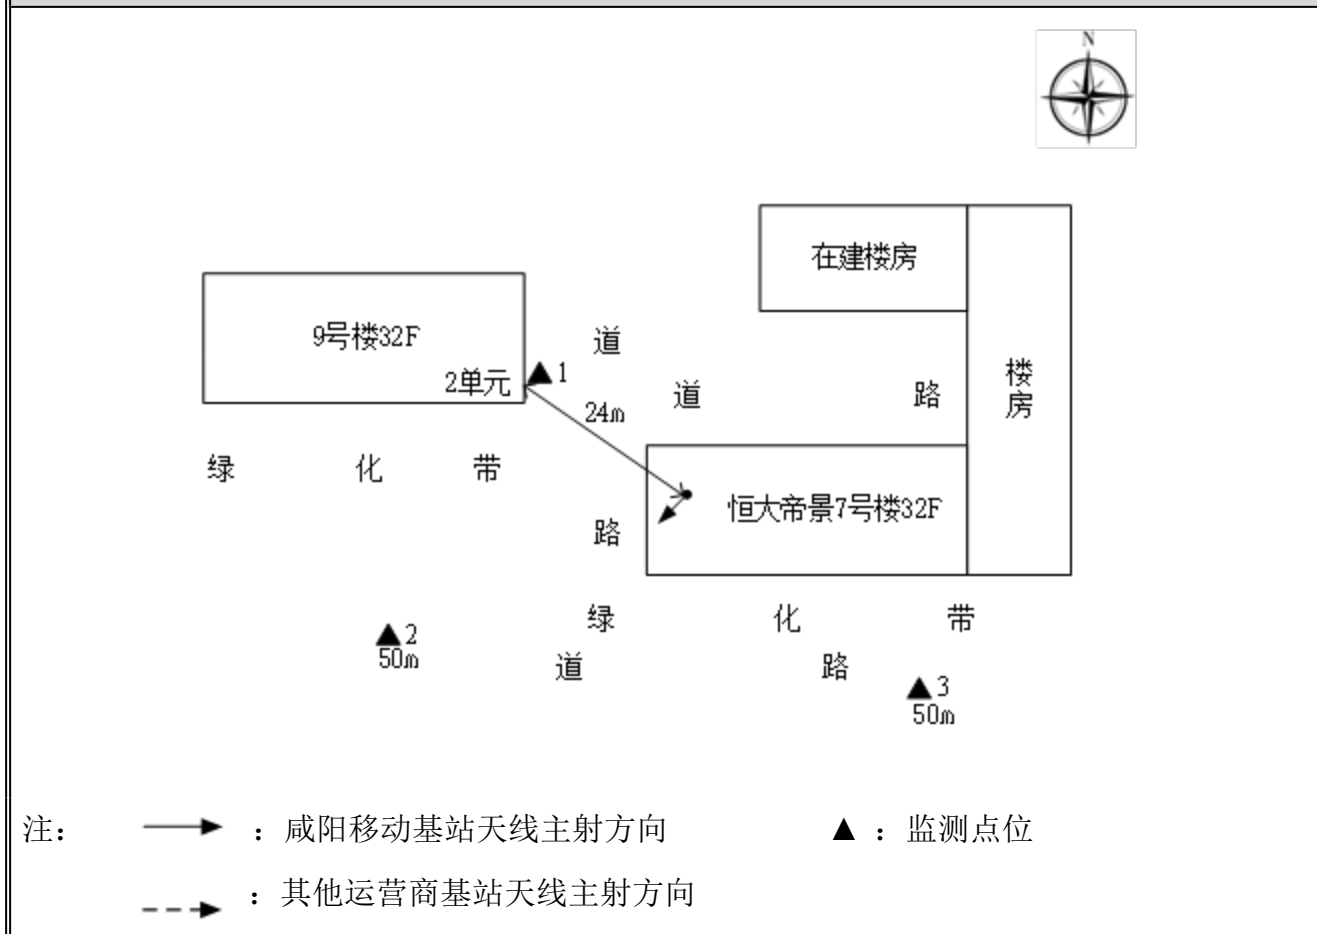 N
在建楼房
9号楼32F
道
楼房
2单元
1
道
路
24m
绿 化 带
恒大帝景7号楼32F
路
绿 化 带
2
50m
道 路
3
50m
注：
：咸阳移动基站天线主射方向
▲：监测点位
：其他运营商基站天线主射方向